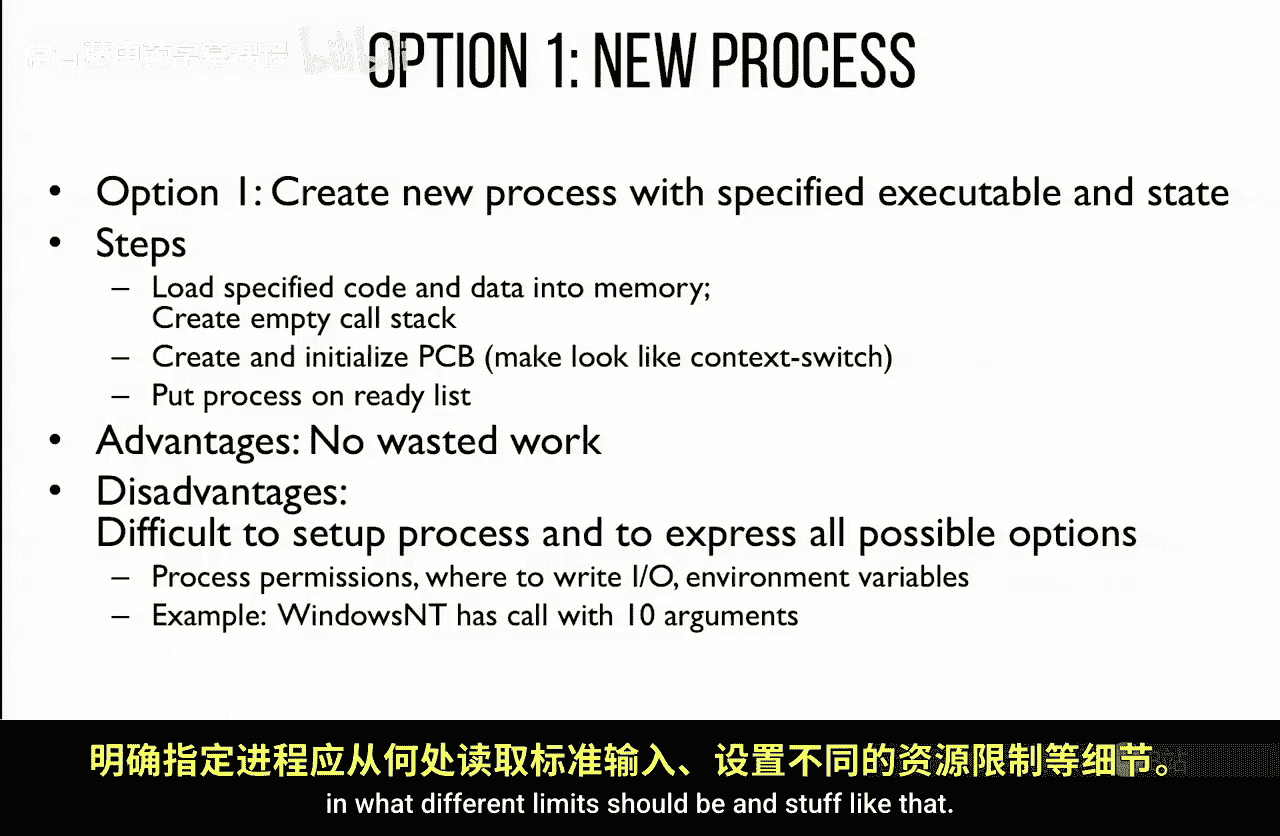 OPTION 1: NEW PROCESS
• Option 1: Create new process with specified executable and state
• Steps
– Load specified code and data into memory;
Create empty call stack
– Create and initialize PCB (make look like context-switch)
– Put process on ready list
• Advantages: No wasted work
• Disadvantages:
Difficult to setup process and to express all possible options
– Process permissions, where to write I/O, environment variables
– Example: WindowsNT has call with 10 arguments
明确指定进程应从何处读取标准输入、设置不同的资源限制等细节。
in what different limits should be and stuff like that.